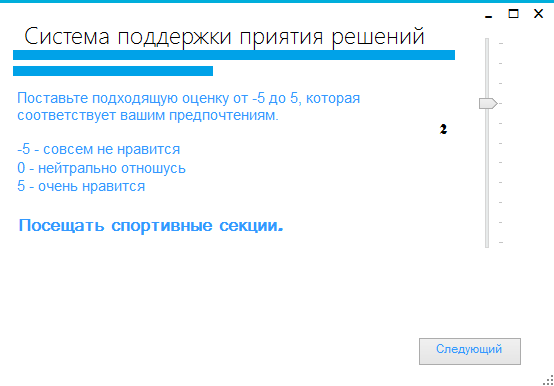 Система поддержки приятия решений
Поставьте подходящую оценку от -5 до 5, которая
соответствует вашим предпочтениям.
2
-5 - совсем не нравится
0 - нейтрально отношусь
5 - очень нравится
Посещать спортивные секции.
Следующий